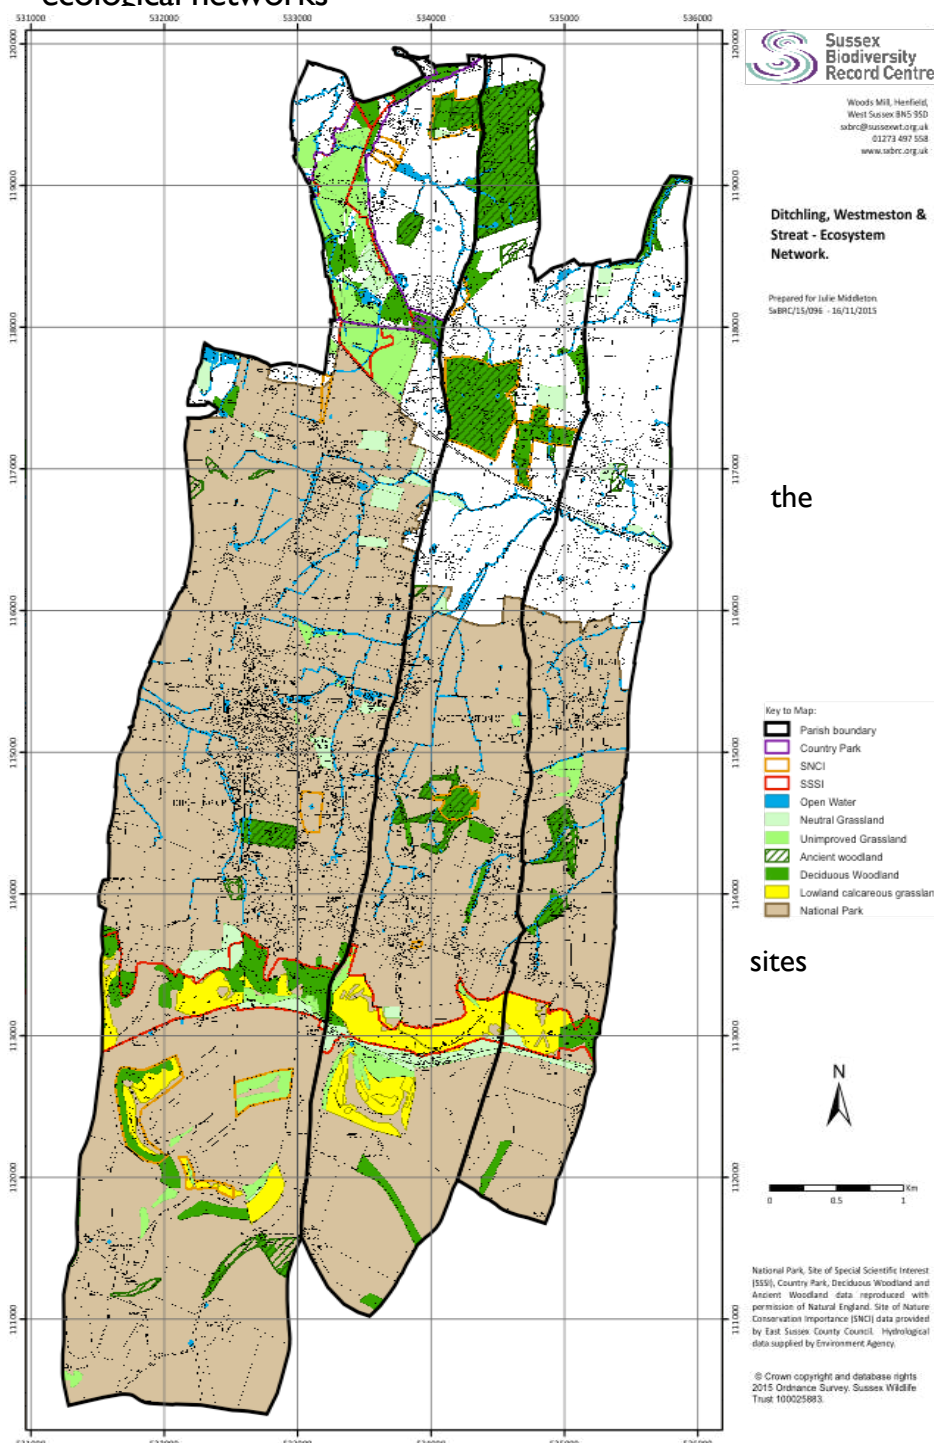 ecological networks
531000 532000 533000 534000 535000 536000
120000
119000
118000
117000
116000
115000
114000
113000
112000
111000
Sussex
Biodiversity
Record Centre
Woods Mill, Henfield,
West Sussex BN5 9SD
sxbrc@sussexwt.org.uk
01273 497 558
www.sxbrc.org.uk
Ditchling, Westmeston &
Streat - Ecosystem
Network.
Prepared for Julie Middleton.
SxBRC/15/096 - 16/11/2015
the
Key to Map:
Parish boundary
Country Park
SNCI
SSSI
Open Water
Neutral Grassland
Unimproved Grassland
Ancient woodland
Deciduous Woodland
Lowland calcareous grasslan
National Park
sites
N
Km
0 0.5 1
National Park, Site of Special Scientific Interest
(SSSI), Country Park, Deciduous Woodland and
Ancient Woodland data reproduced with
permission of Natural England. Site of Nature
Conservation Importance (SNCI) data provided
by East Sussex County Council. Hydrological
data supplied by Environment Agency.
© Crown copyright and database rights
2015 Ordnance Survey. Sussex Wildlife
Trust 100025883.